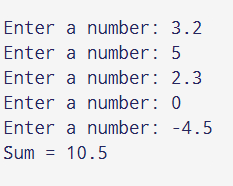 Enter a number: 3.2
Enter a number: 5
Enter a number: 2.3
Enter a number: 0
Enter a number: -4.5
Sum = 10.5